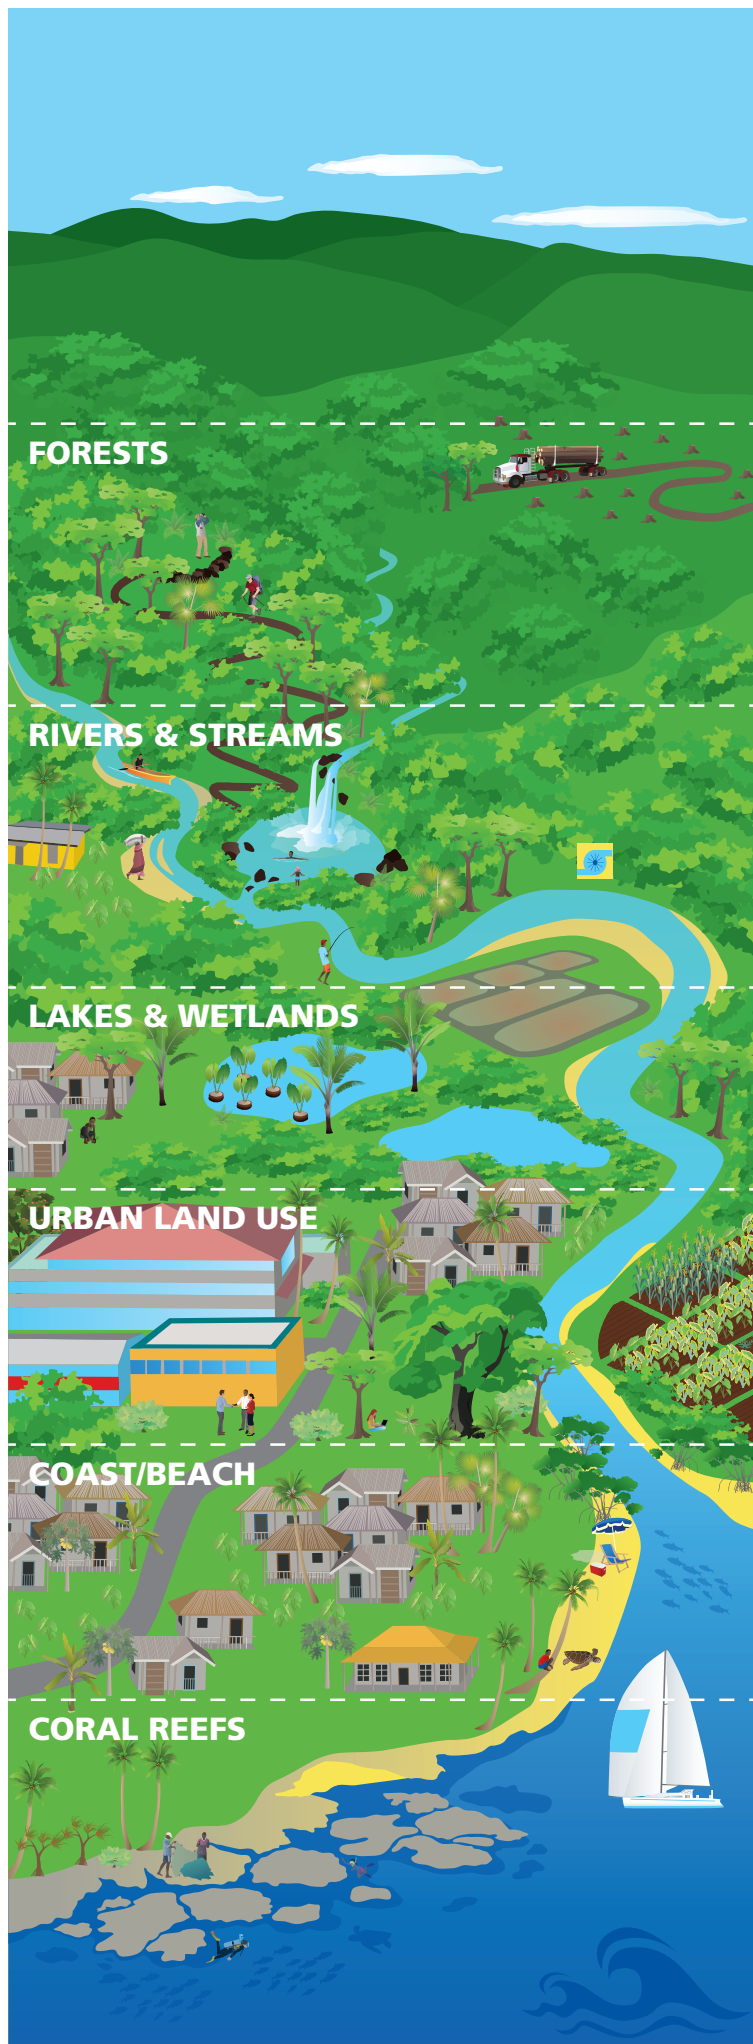 FORESTS
RIVERS & STREAMS
LAKES & WETLANDS
URBAN LAND USE
COAST/BEACH
CORAL REEFS